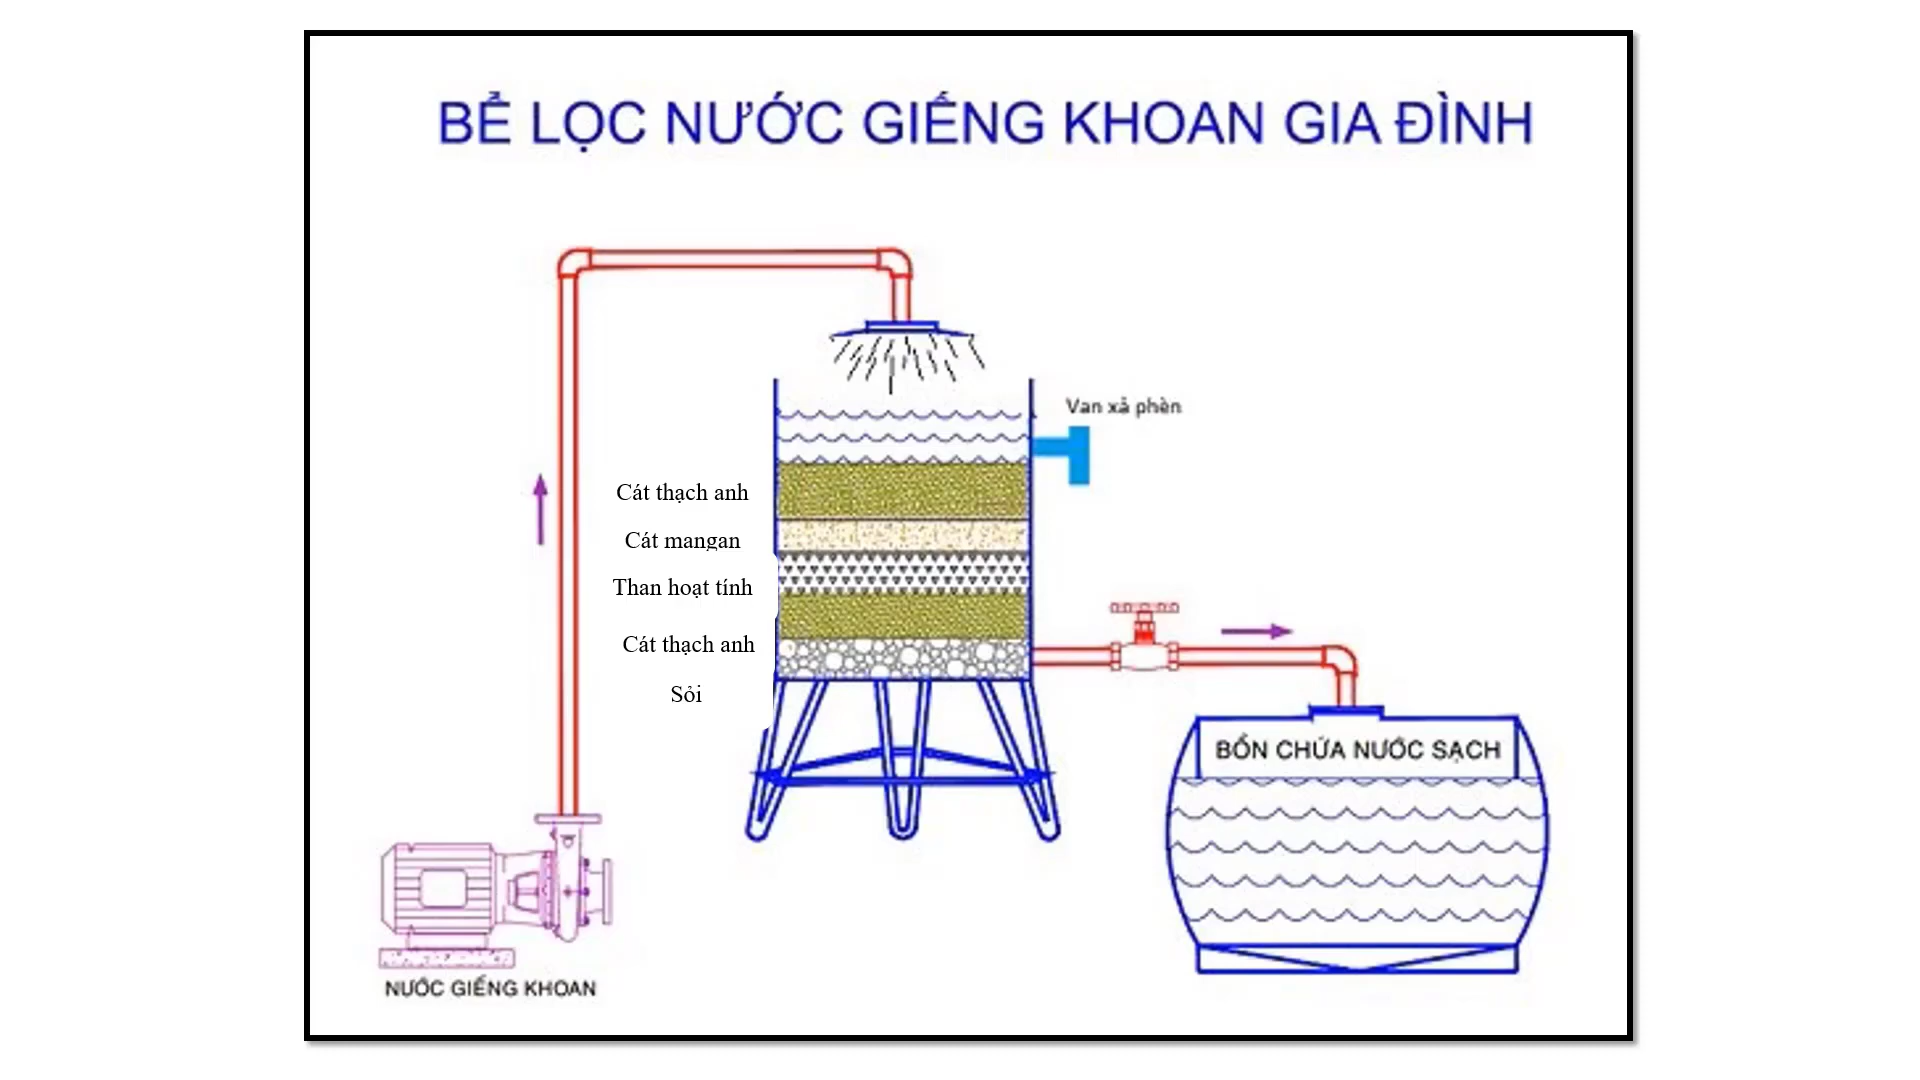 BỂ LỌC NƯỚC GIẾNG KHOAN GIA ĐÌNH
Van xả phèn
Cát thạch anh
Cát mangan
Than hoạt tính
Cát thạch anh
Sỏi
BỒN CHỨA NƯỚC SẠCH
NƯỚC GIẾNG KHOAN